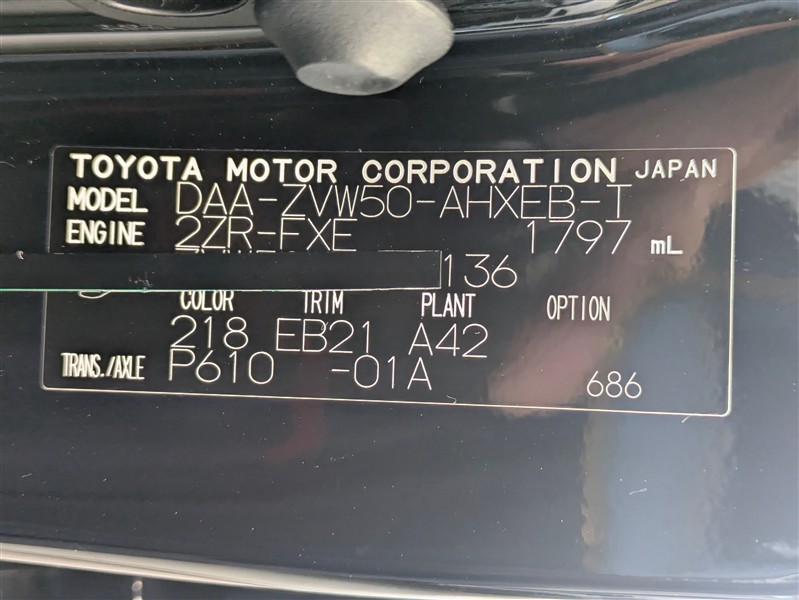 TOYOTA MOTOR CORPORATION JAPAN
MODEL DAA-ZVW50-AHXEB-T
ENGINE 2ZR-FXE 1797 mL
136
COLOR TRIM PLANT OPTION
218 EB21 A42
TRANS./AXLE P610 -01A 686